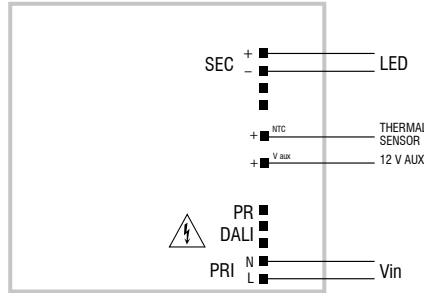 SEC + LED
−
+ NTC THERMAL SENSOR
+ V aux 12 V AUX
PR
DALI
PRI N Vin
L